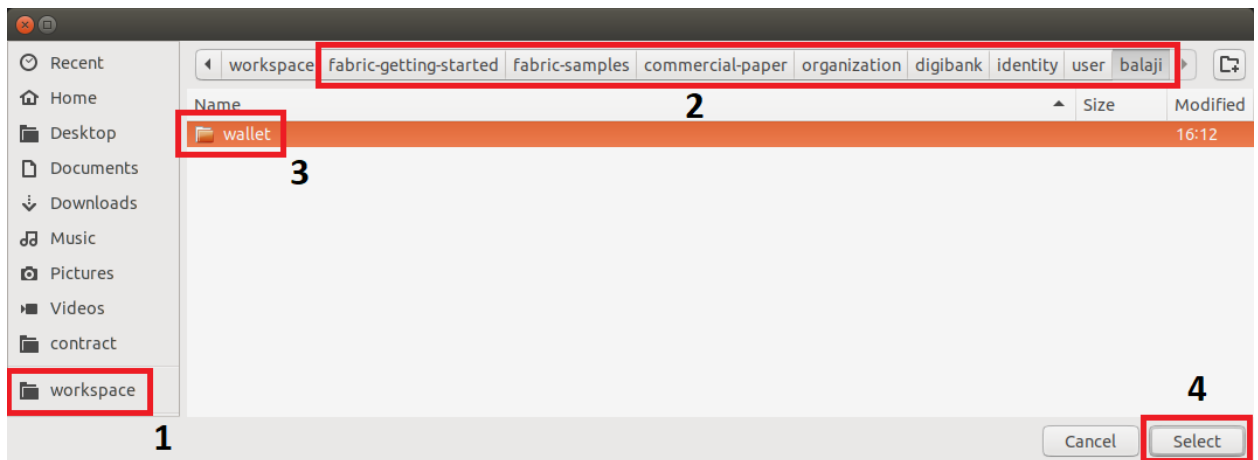 Recent
workspace fabric-getting-started fabric-samples commercial-paper organization digibank identity user balaji
Home
Name 2 Size Modified
Desktop
wallet 16:12
Documents
3
Downloads
Music
Pictures
Videos
contract
workspace
4
1
Cancel Select